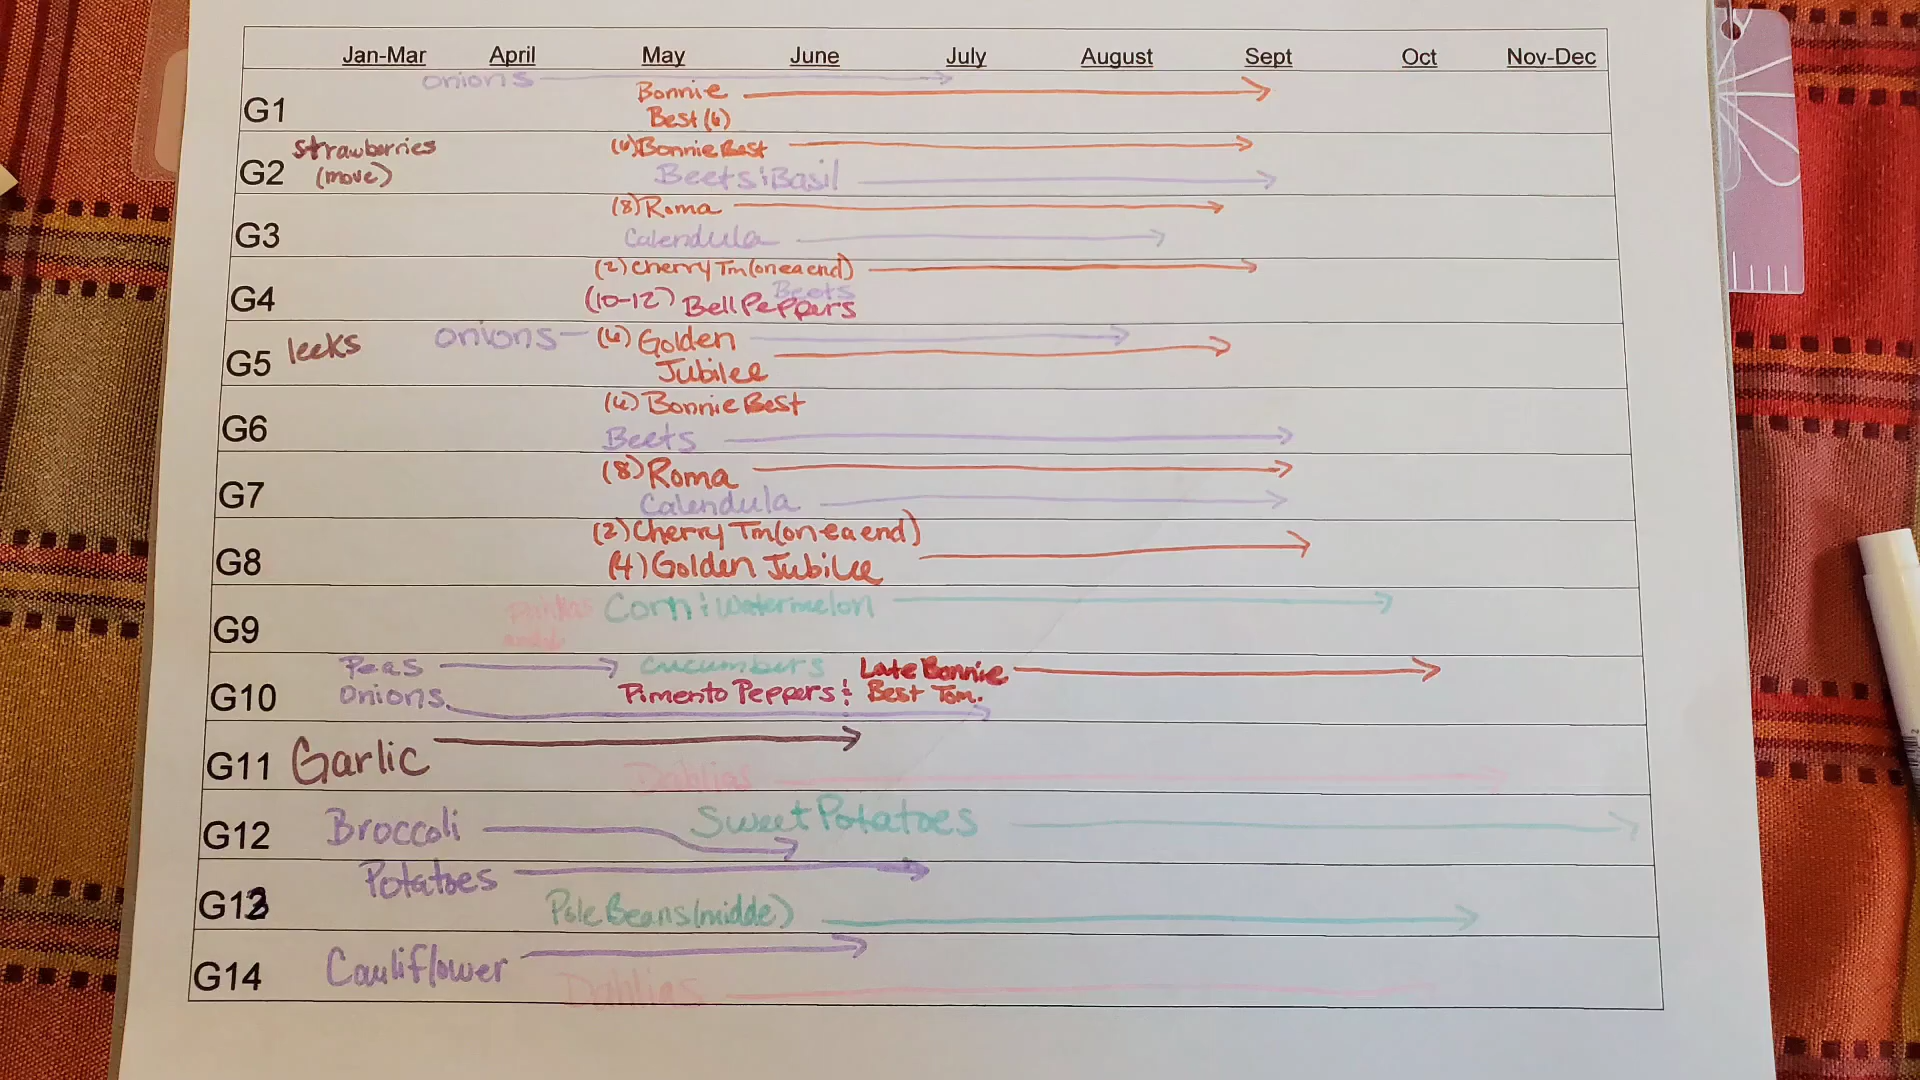 Jan-Mar April May June July August Sept Oct Nov-Dec
onions
G1 Bonnie
Best (6)
strawberries (6) Bonnie Best
G2 (move) Beets & Basil
(8) Roma
G3 Calendula
(2) Cherry Tm (on ea end)
Beets
G4 (10-12) Bell Peppers
G5 leeks onions (6) Golden
Jubilee
(6) Bonnie Best
G6 Beets
(8) Roma
G7 Calendula
(2) Cherry Tm (on ea end)
G8 (4) Golden Jubilee
Corn & Watermelon
G9
Peas Cucumbers Late Bonnie
G10 Onions Pimento Peppers & Best Tom.
G11 Garlic
Dahlias
G12 Broccoli Sweet Potatoes
Potatoes
G13 Pole Beans (midde)
G14 Cauliflower
Dahlias